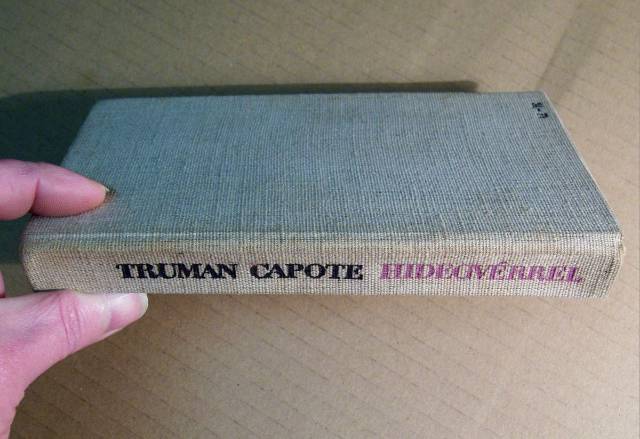 TRUMAN CAPOTE HIDEGVÉRREL